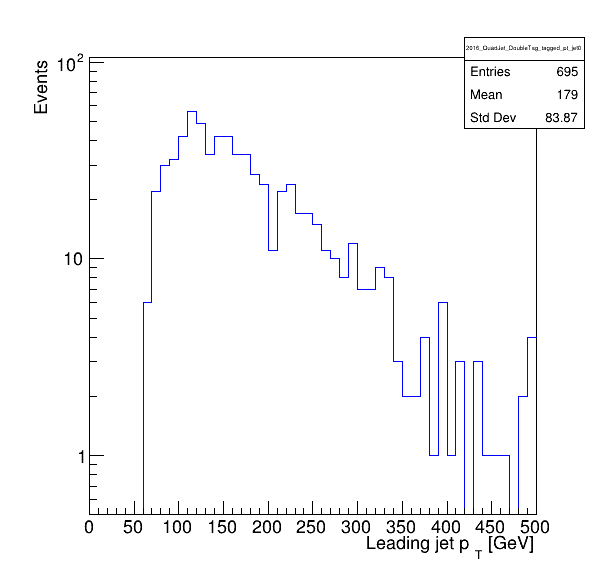 2016_QuadJet_DoubleTag_tagged_pt_jet0
Entries 695
Mean 179
Std Dev 83.87
Events
10²
10
1
0 50 100 150 200 250 300 350 400 450 500
Leading jet p T [GeV]